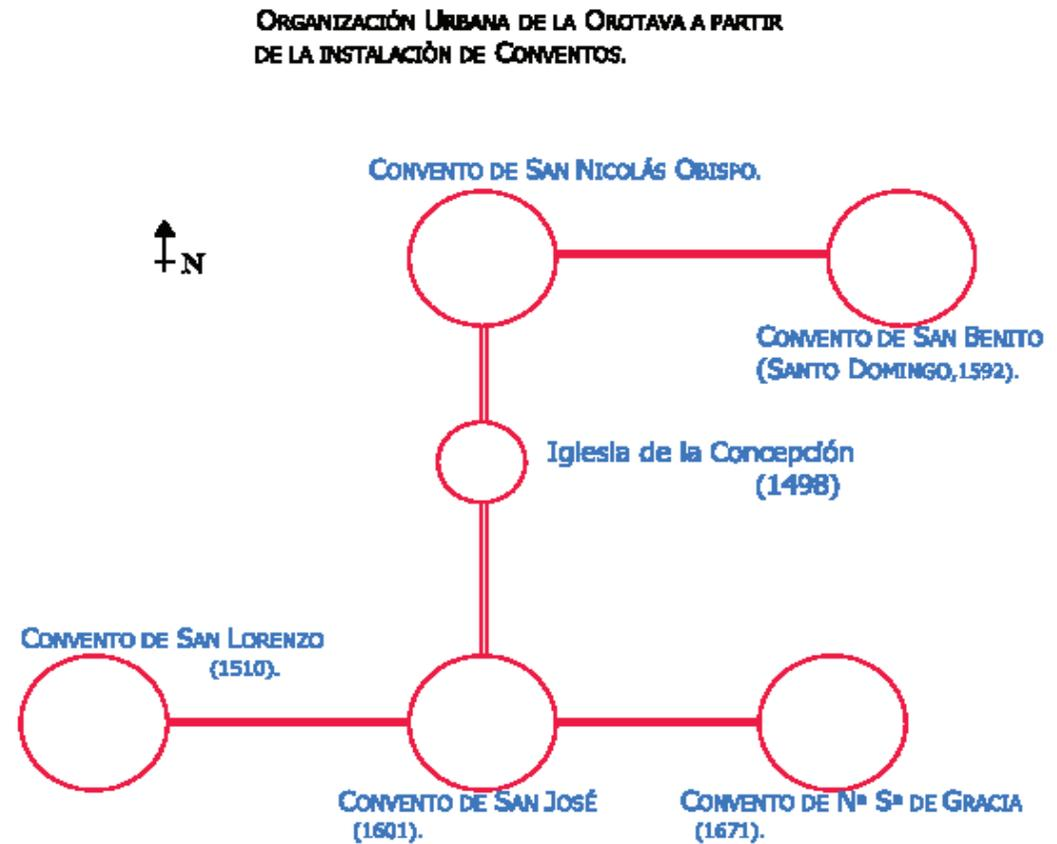 ORGANIZACIÓN URBANA DE LA OROTAVA A PARTIR
DE LA INSTALACIÓN DE CONVENTOS.
CONVENTO DE SAN NICOLÁS OBISPO.
N
CONVENTO DE SAN BENITO
(SANTO DOMINGO,1592).
Iglesia de la Concepción
(1498)
CONVENTO DE SAN LORENZO
(1510).
CONVENTO DE SAN JOSÉ
(1601).
CONVENTO DE Nª Sª DE GRACIA
(1671).